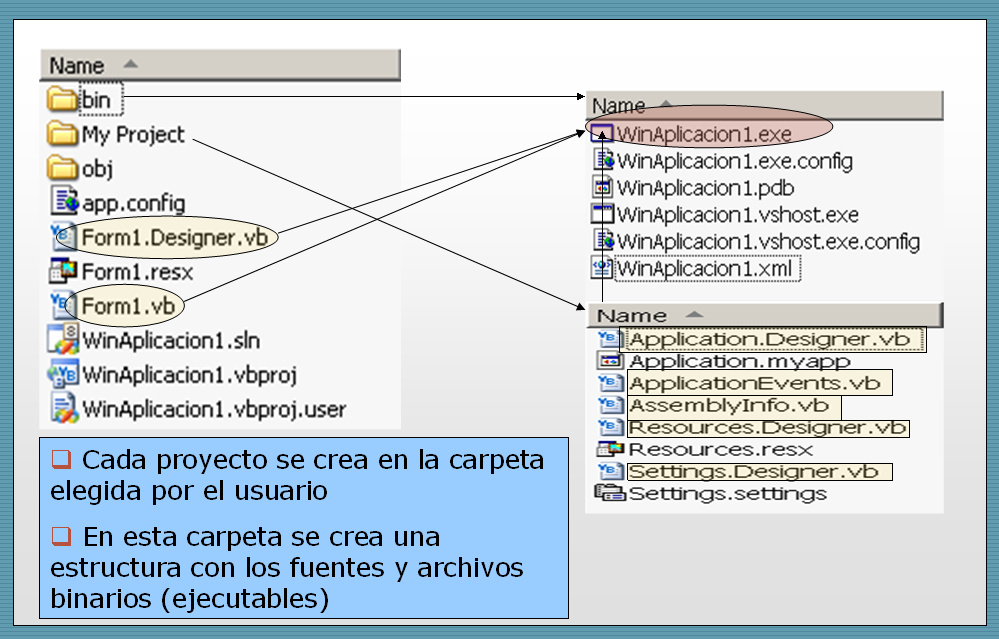 Name
bin
My Project
obj
app.config
Form1.Designer.vb
Form1.resx
Form1.vb
WinAplicacion1.sln
WinAplicacion1.vbproj
WinAplicacion1.vbproj.user
Name
WinAplicacion1.exe
WinAplicacion1.exe.config
WinAplicacion1.pdb
WinAplicacion1.vshost.exe
WinAplicacion1.vshost.exe.config
WinAplicacion1.xml
Name
Application.Designer.vb
Application.myapp
ApplicationEvents.vb
AssemblyInfo.vb
Resources.Designer.vb
Resources.resx
Settings.Designer.vb
Settings.settings
Cada proyecto se crea en la carpeta
elegida por el usuario
En esta carpeta se crea una
estructura con los fuentes y archivos
binarios (ejecutables)